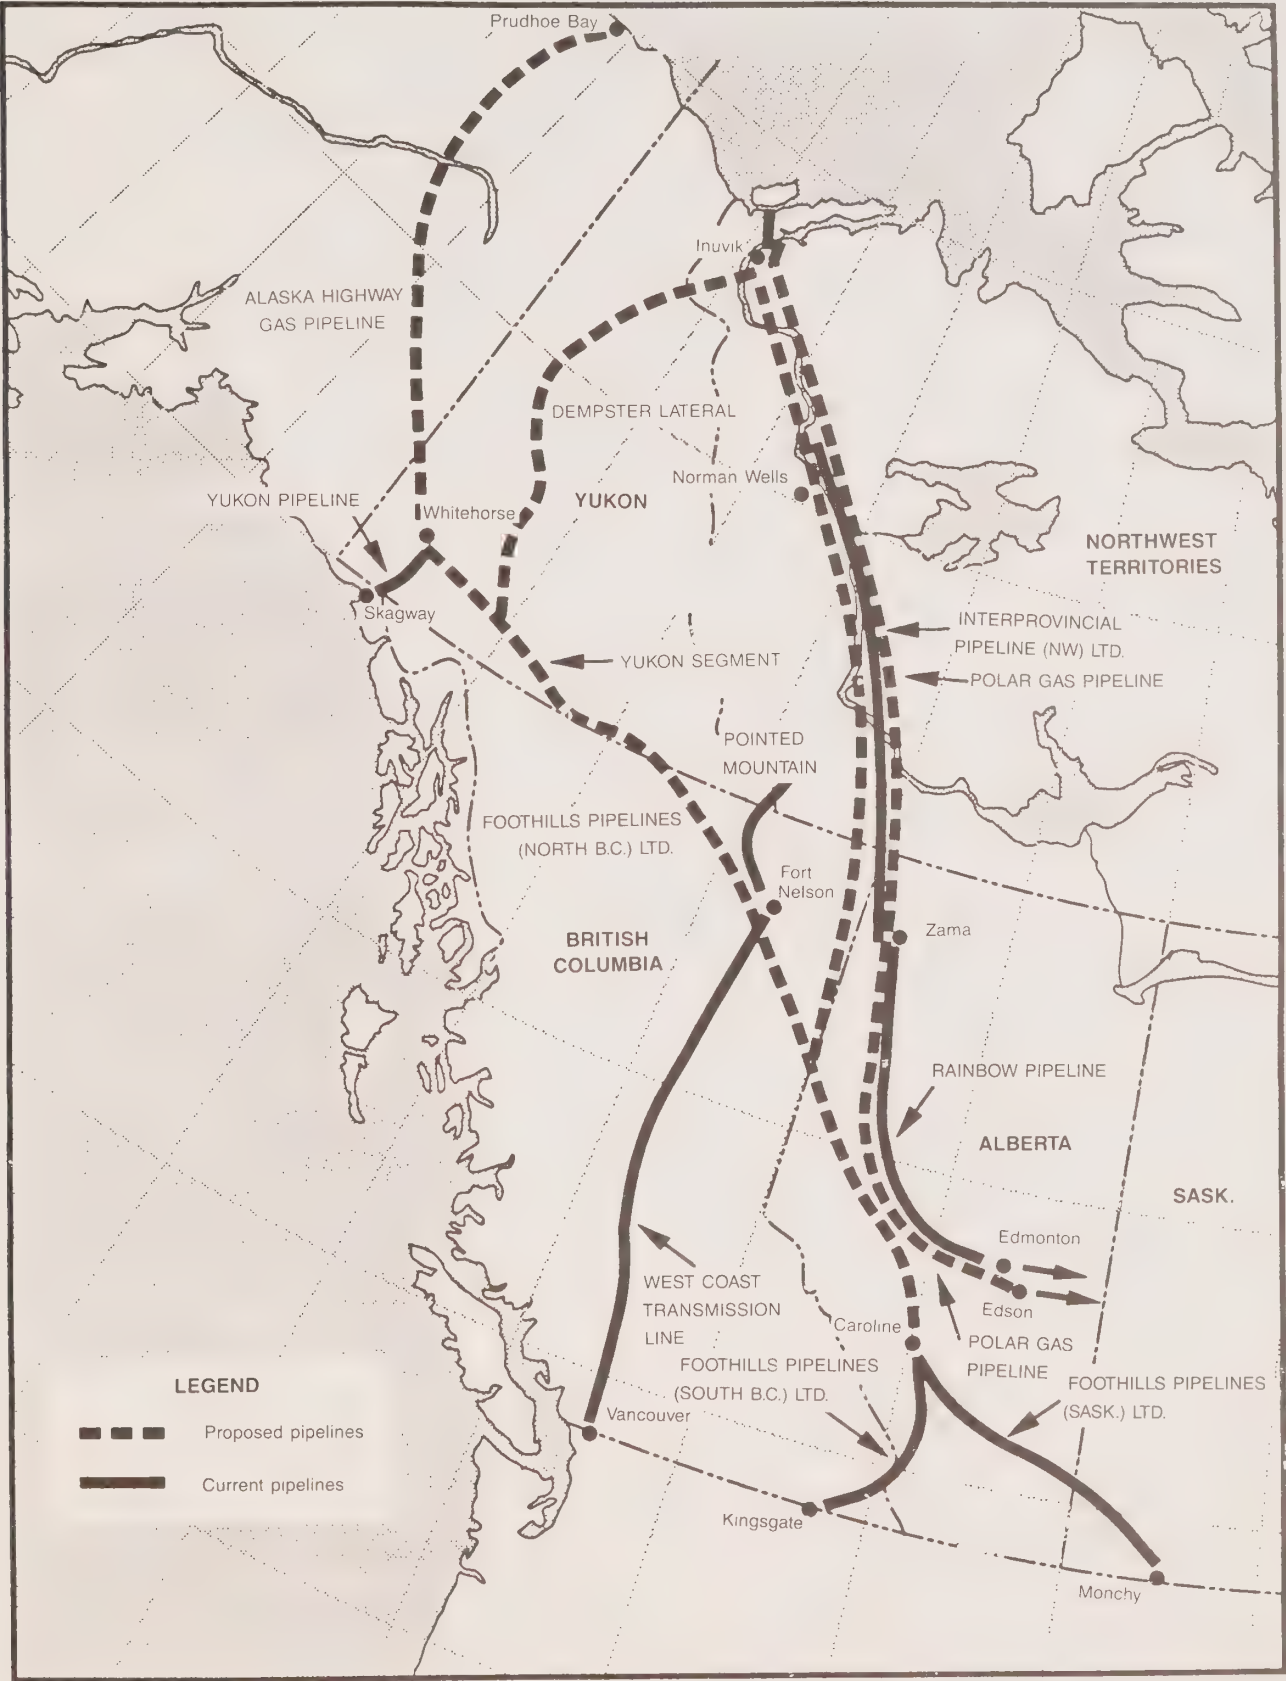 Prudhoe Bay
Inuvik
ALASKA HIGHWAY
GAS PIPELINE
DEMPSTER LATERAL
Norman Wells
YUKON PIPELINE
YUKON
Whitehorse
NORTHWEST
TERRITORIES
Skagway
INTERPROVINCIAL
PIPELINE (NW) LTD.
YUKON SEGMENT
POLAR GAS PIPELINE
POINTED
MOUNTAIN
FOOTHILLS PIPELINES
(NORTH B.C.) LTD.
Fort
Nelson
Zama
BRITISH
COLUMBIA
RAINBOW PIPELINE
ALBERTA
SASK.
Edmonton
WEST COAST
TRANSMISSION
LINE
Edson
Caroline
POLAR GAS
PIPELINE
FOOTHILLS PIPELINES
(SOUTH B.C.) LTD.
FOOTHILLS PIPELINES
(SASK.) LTD.
LEGEND
Proposed pipelines
Current pipelines
Vancouver
Kingsgate
Monchy